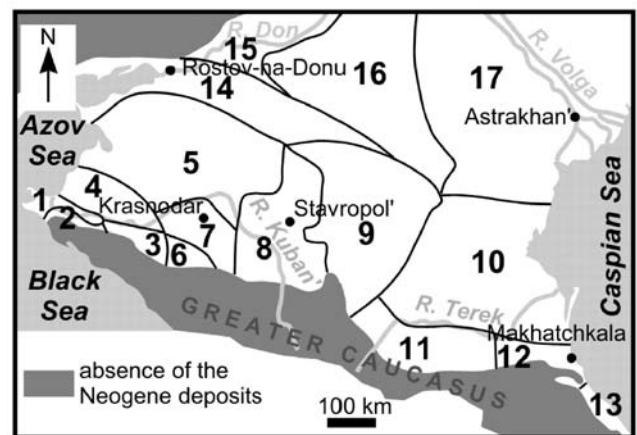 N
R. Don
15
Rostov-na-Donu
14
16
17
R. Volga
Astrakhan'
Azov
Sea
5
4
1
2
Krasnodar
3
6
7
R. Kuban'
8
Stavropol'
9
10
Caspian Sea
Black
Sea
GREATER CAUCASUS
R. Terek
Makhatchkala
11
12
13
absence of the
Neogene deposits
100 km